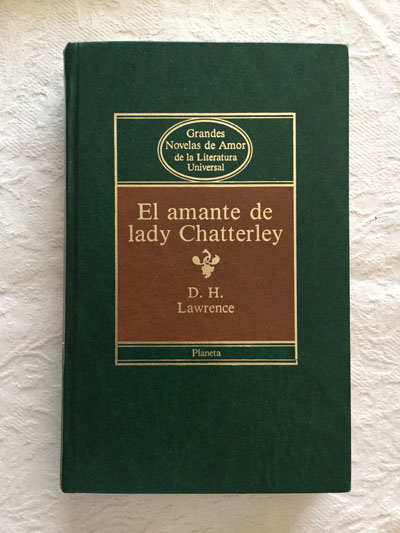 Grandes
Novelas de Amor
de la Literatura
Universal
El amante de
lady Chatterley
D. H.
Lawrence
Planeta